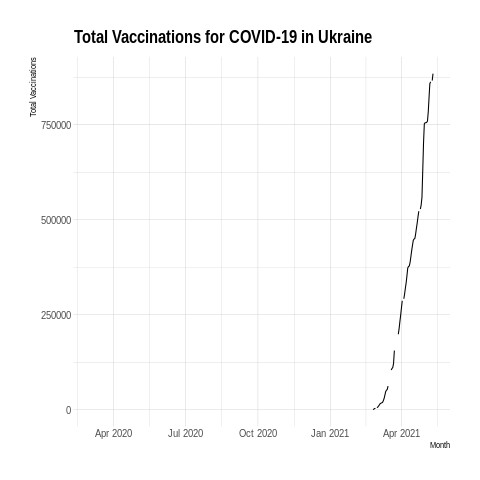 Total Vaccinations for COVID-19 in Ukraine
Total Vaccinations
750000
500000
250000
0
Apr 2020 Jul 2020 Oct 2020 Jan 2021 Apr 2021
Month